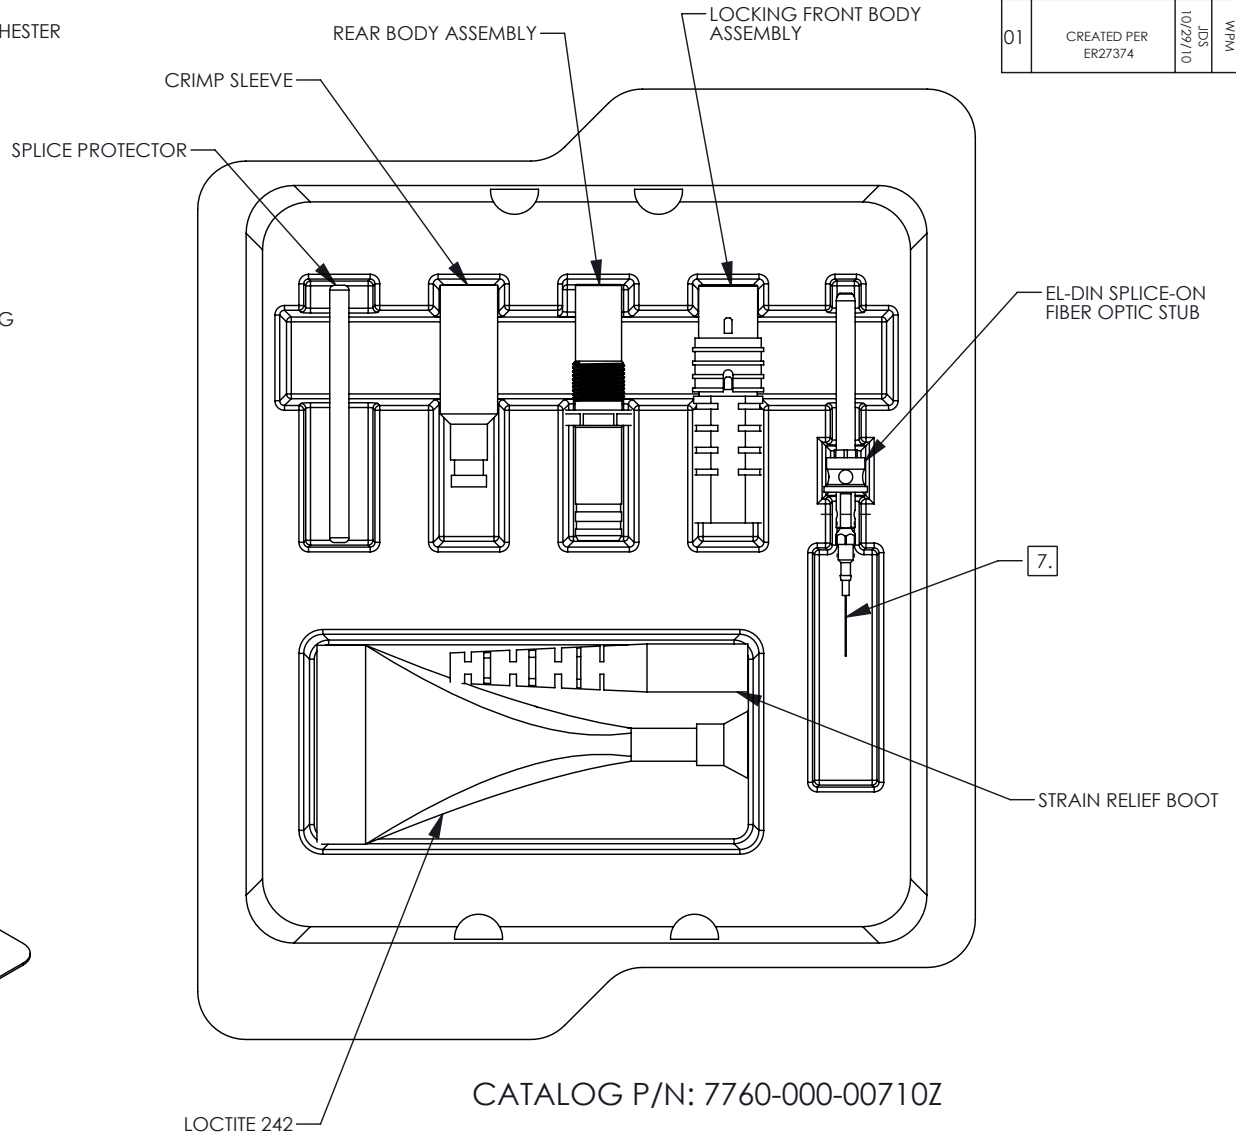 HESTER
REAR BODY ASSEMBLY
LOCKING FRONT BODY
ASSEMBLY
01
CREATED PER
ER27374
JDS
10/29/10
WPM
CRIMP SLEEVE
SPLICE PROTECTOR
EL-DIN SPLICE-ON
FIBER OPTIC STUB
G
7.
STRAIN RELIEF BOOT
CATALOG P/N: 7760-000-00710Z
LOCTITE 242